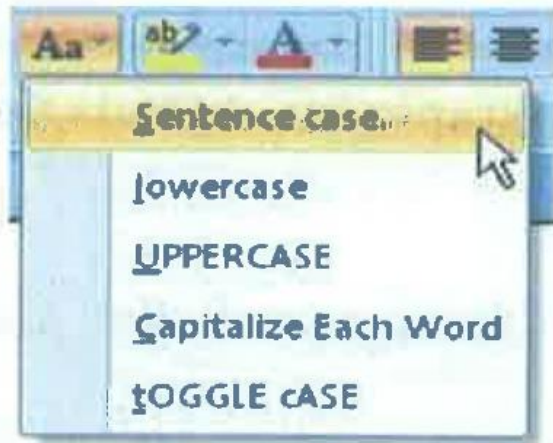 Aa ab A
Sentence case.
lowercase
UPPERCASE
Capitalize Each Word
tOGGLE cASE